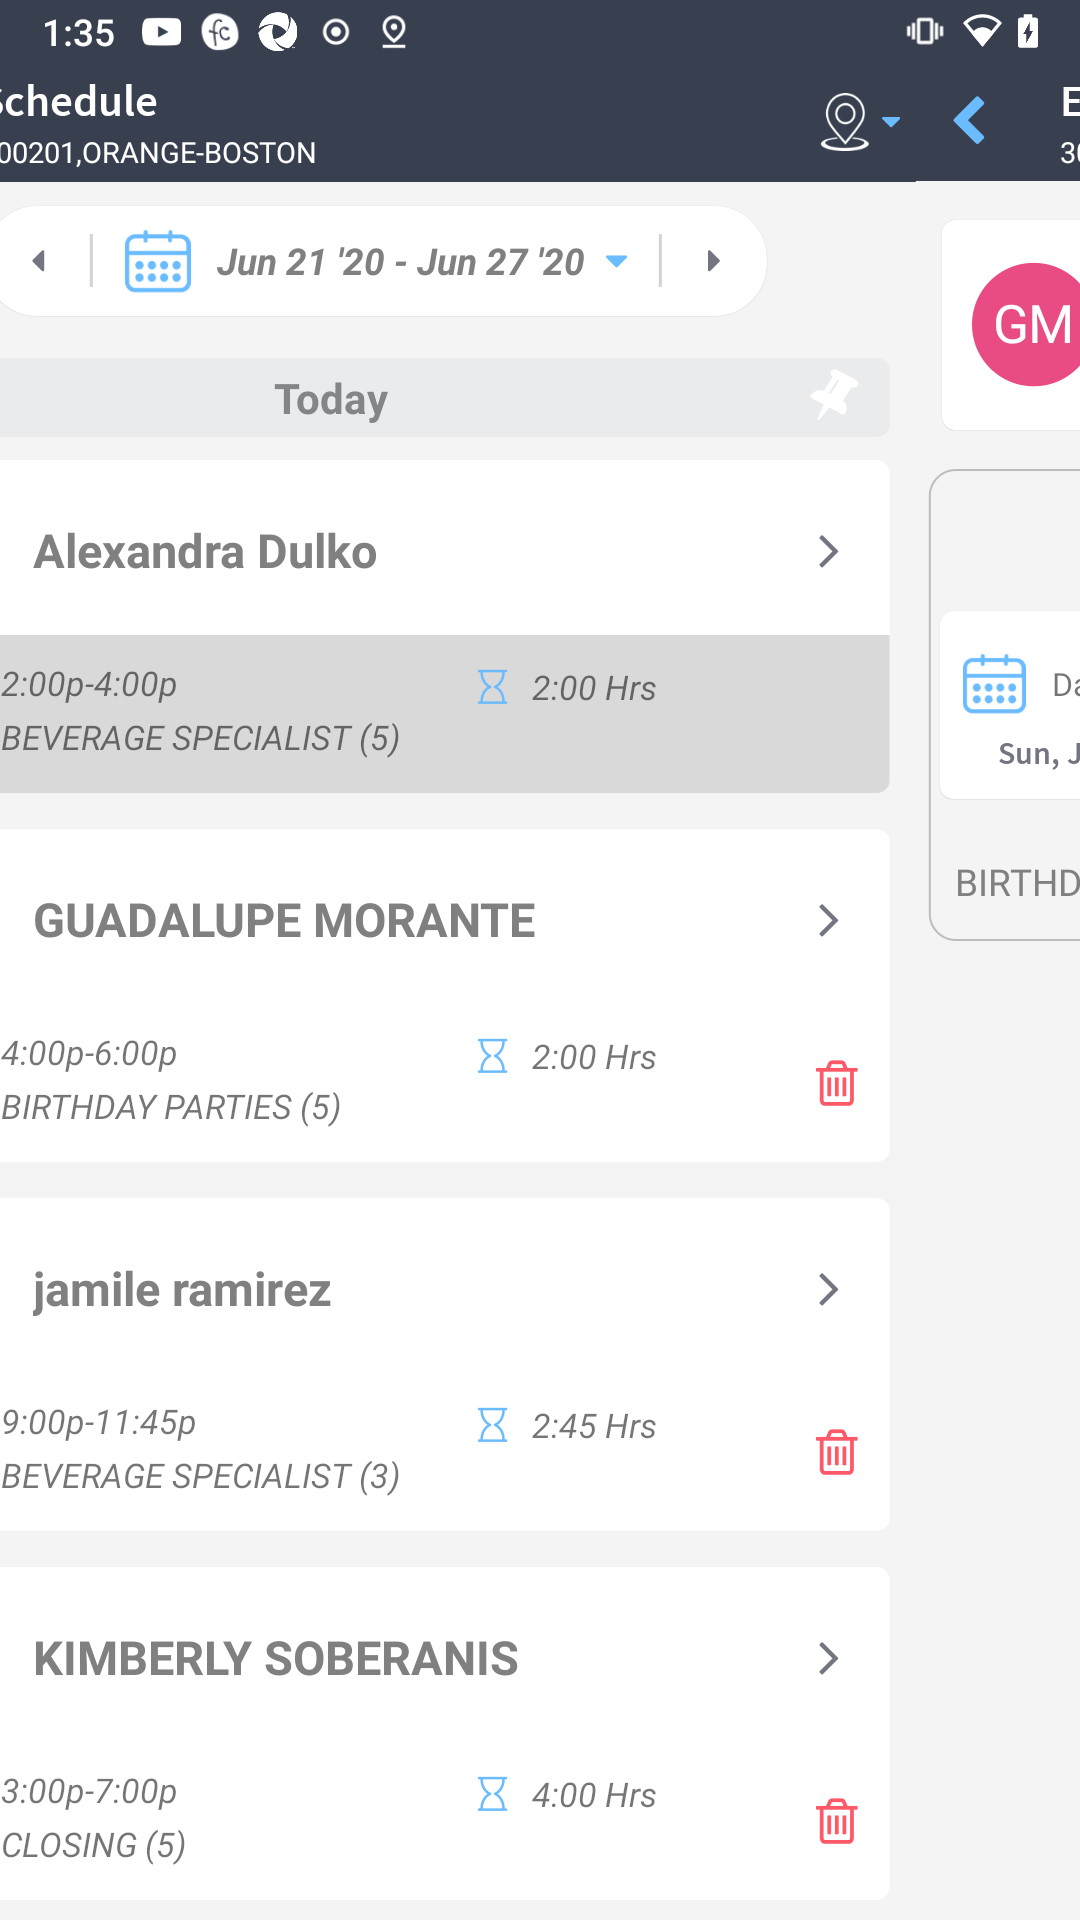 1:35
Schedule
00201,ORANGE-BOSTON
Jun 21 '20 - Jun 27 '20
GM
Today
Alexandra Dulko
2:00p-4:00p
2:00 Hrs
BEVERAGE SPECIALIST (5)
Sun, J
BIRTHD
GUADALUPE MORANTE
4:00p-6:00p
2:00 Hrs
BIRTHDAY PARTIES (5)
jamile ramirez
9:00p-11:45p
2:45 Hrs
BEVERAGE SPECIALIST (3)
KIMBERLY SOBERANIS
3:00p-7:00p
4:00 Hrs
CLOSING (5)